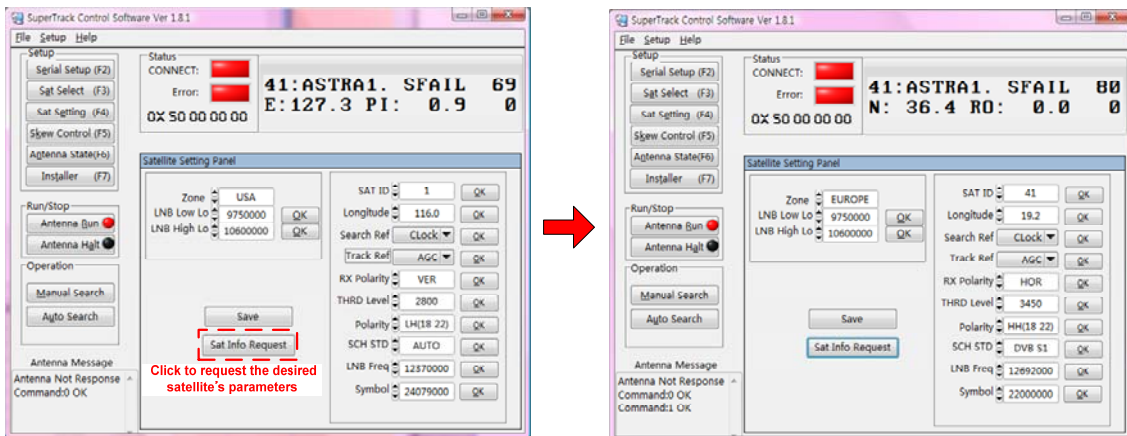 SuperTrack Control Software Ver 1.8.1
File Setup Help
Setup
Serial Setup (F2)
Sat Select (F3)
Sat Setting (F4)
Skew Control (F5)
Antenna State(F6)
Installer (F7)
Run/Stop
Antenna Run
Antenna Halt
Operation
Manual Search
Auto Search
Antenna Message
Antenna Not Response
Command:0 OK
Status
CONNECT:
Error:
0X 50 00 00 00
41:ASTRA1. SFAIL 69
E:127.3 PI: 0.9 0
Satellite Setting Panel
Zone USA
LNB Low Lo 9750000 OK
LNB High Lo 10600000 OK
Save
Sat Info Request
Click to request the desired
satellite's parameters
SAT ID 1 OK
Longitude 116.0 OK
Search Ref CLock OK
Track Ref AGC OK
RX Polarity VER OK
THRD Level 2800 OK
Polarity LH(18 22) OK
SCH STD AUTO OK
LNB Freq 12370000 OK
Symbol 24079000 OK
SuperTrack Control Software Ver 1.8.1
File Setup Help
Setup
Serial Setup (F2)
Sat Select (F3)
Sat Setting (F4)
Skew Control (F5)
Antenna State(F6)
Installer (F7)
Run/Stop
Antenna Run
Antenna Halt
Operation
Manual Search
Auto Search
Antenna Message
Antenna Not Response
Command:0 OK
Command:1 OK
Status
CONNECT:
Error:
0X 50 00 00 00
41:ASTRA1. SFAIL 80
N: 36.4 RO: 0.0 0
Satellite Setting Panel
Zone EUROPE
LNB Low Lo 9750000 OK
LNB High Lo 10600000 OK
Save
Sat Info Request
SAT ID 41 OK
Longitude 19.2 OK
Search Ref CLock OK
Track Ref AGC OK
RX Polarity HOR OK
THRD Level 3450 OK
Polarity HH(18 22) OK
SCH STD DVB S1 OK
LNB Freq 12692000 OK
Symbol 22000000 OK